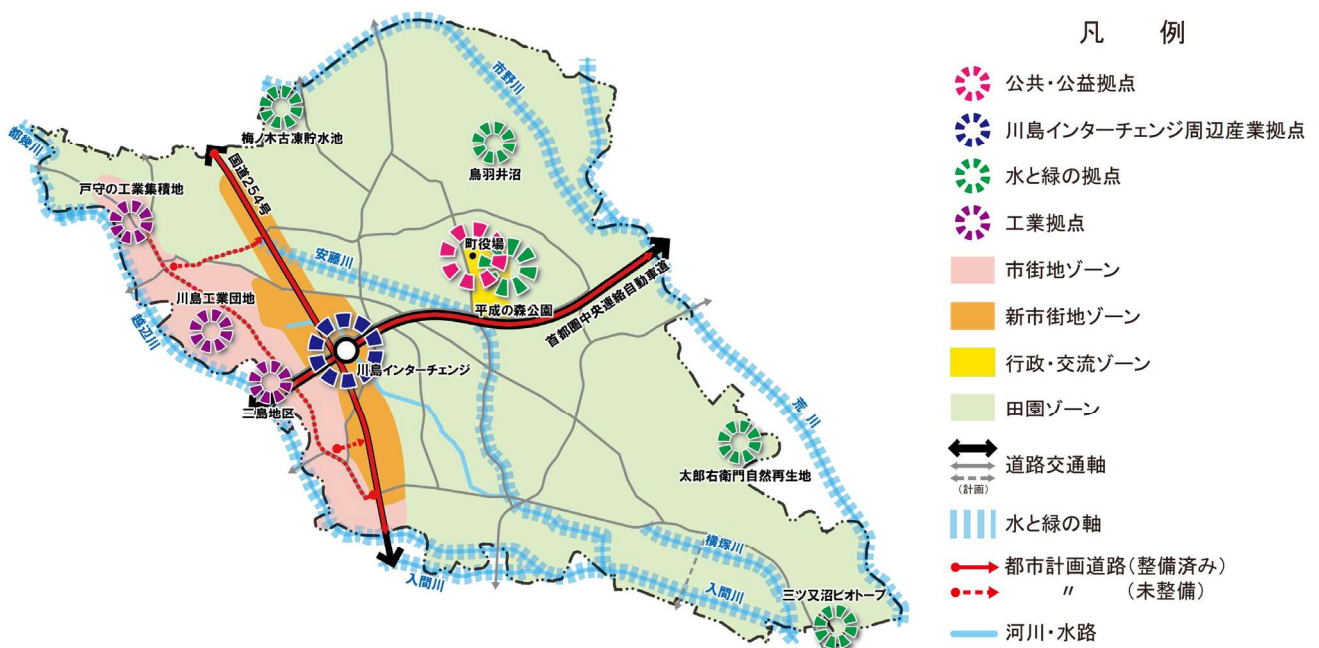 市野川
梅ノ木古凍貯水池
都幾川
鳥羽井沼
国道254号
戸守の工業集積地
町役場
安藤川
平成の森公園
首都圏中央連絡自動車道
川島工業団地
越辺川
川島インターチェンジ
二島地区
荒川
太郎右衛門自然再生地
横塚川
入間川
入間川
三ツ又沼ビオトープ
凡 例
公共・公益拠点
川島インターチェンジ周辺産業拠点
水と緑の拠点
工業拠点
市街地ゾーン
新市街地ゾーン
行政・交流ゾーン
田園ゾーン
道路交通軸
(計画)
水と緑の軸
都市計画道路(整備済み)
〃 (未整備)
河川・水路